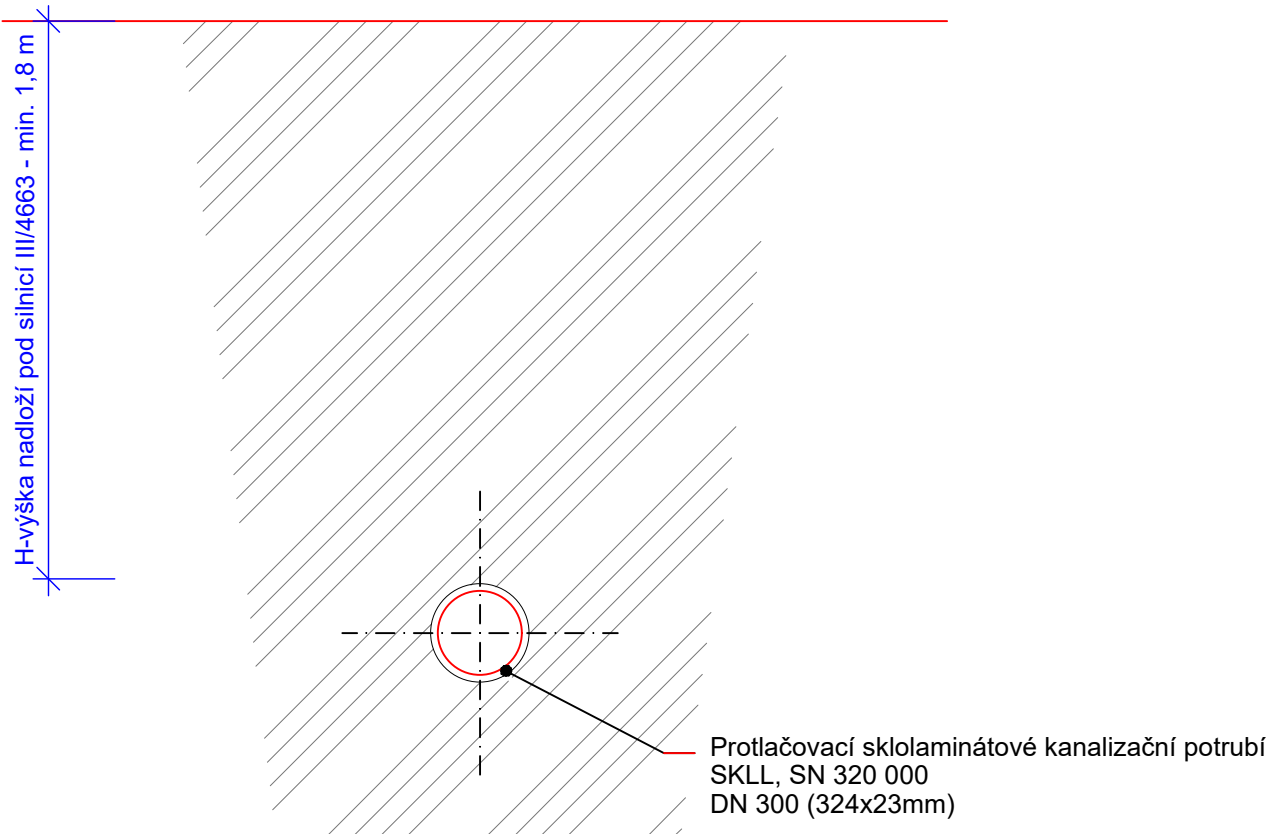 H-výška nadloží pod silnicí III/4663 - min. 1,8 m
Protlačovací sklolaminátové kanalizační potrubí
SKLL, SN 320 000
DN 300 (324x23mm)